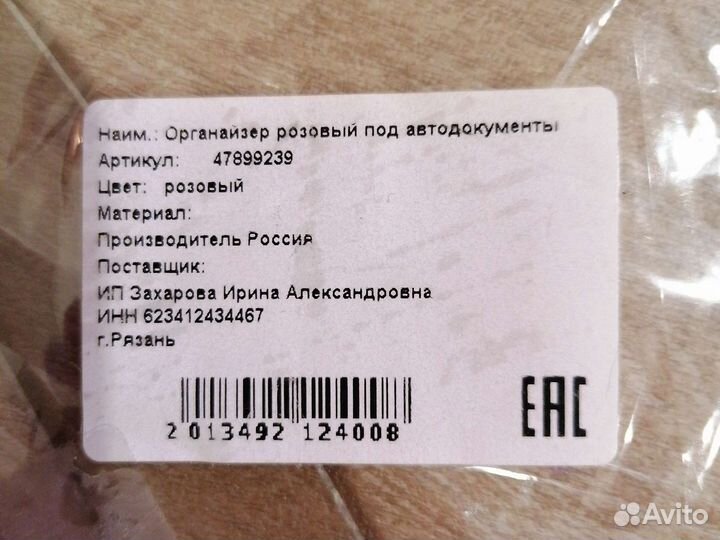 Наим.: Органайзер розовый под автодокументы
Артикул: 47899239
Цвет: розовый
Материал:
Производитель Россия
Поставщик:
ИП Захарова Ирина Александровна
ИНН 623412434467
г.Рязань
2 013492 124008
EAC
Avito